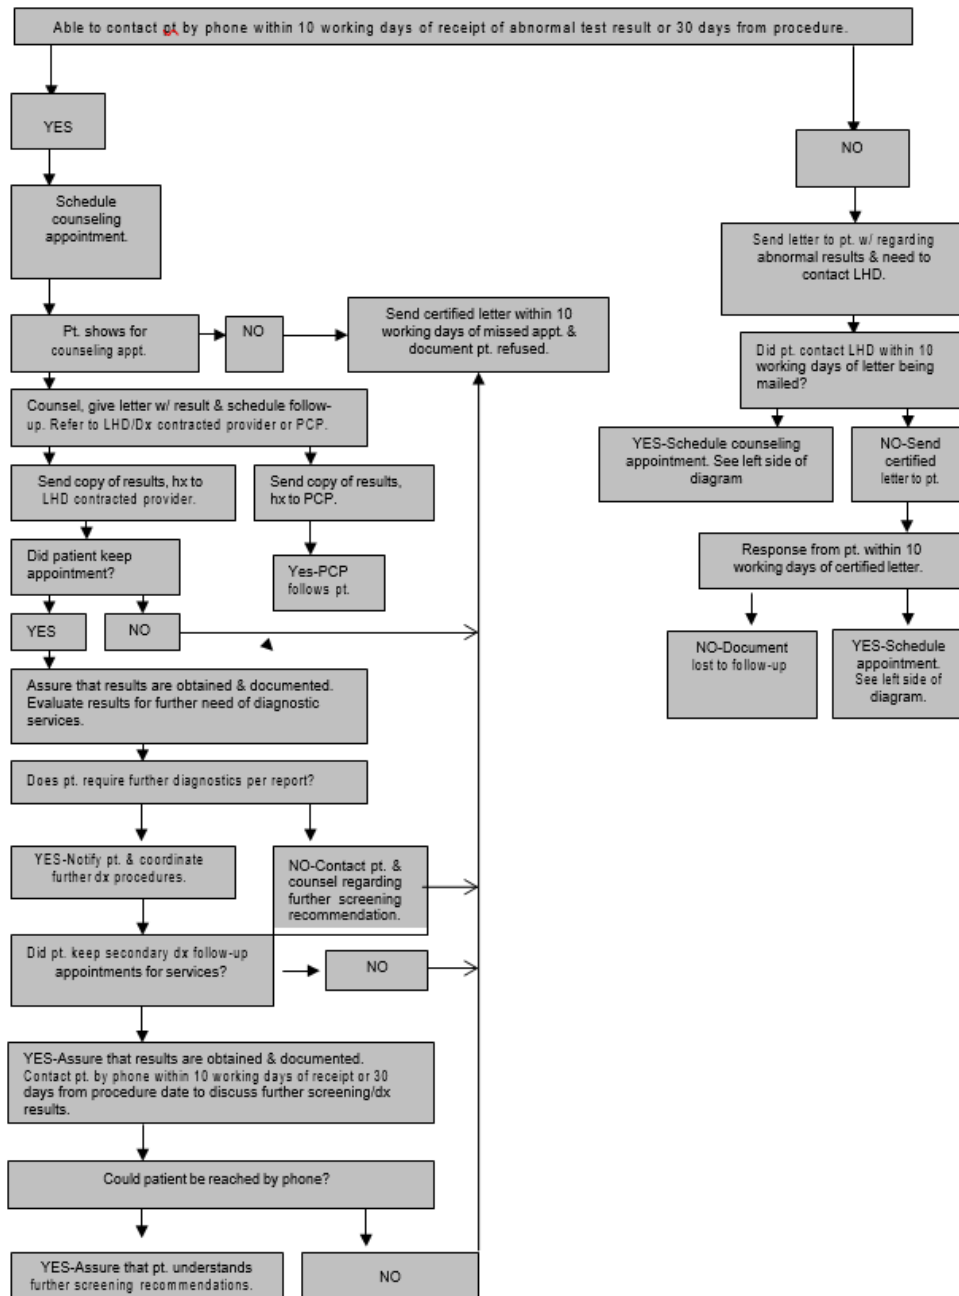 Able to contact pt by phone within 10 working days of receipt of abnormal test result or 30 days from procedure.
YES
NO
Schedule
counseling
appointment.
Send letter to pt. w/ regarding
abnormal results & need to
contact LHD.
Pt. shows for
counseling appt.
NO
Send certified letter within 10
working days of missed appt. &
document pt. refused.
Did pt. contact LHD within 10
working days of letter being
mailed?
Counsel, give letter w/ result & schedule follow-
up. Refer to LHD/Dx contracted provider or PCP.
YES-Schedule counseling
appointment. See left side of
diagram
NO-Send
certified
letter to pt.
Send copy of results, hx to
LHD contracted provider.
Send copy of results,
hx to PCP.
Response from pt. within 10
working days of certified letter.
Did patient keep
appointment?
Yes-PCP
follows pt.
YES
NO
NO-Document
lost to follow-up
YES-Schedule
appointment.
See left side of
diagram.
Assure that results are obtained & documented.
Evaluate results for further need of diagnostic
services.
Does pt. require further diagnostics per report?
YES-Notify pt. & coordinate
further dx procedures.
NO-Contact pt. &
counsel regarding
further screening
recommendation.
Did pt. keep secondary dx follow-up
appointments for services?
NO
YES-Assure that results are obtained & documented.
Contact pt. by phone within 10 working days of receipt or 30
days from procedure date to discuss further screening/dx
results.
Could patient be reached by phone?
YES-Assure that pt. understands
further screening recommendations.
NO